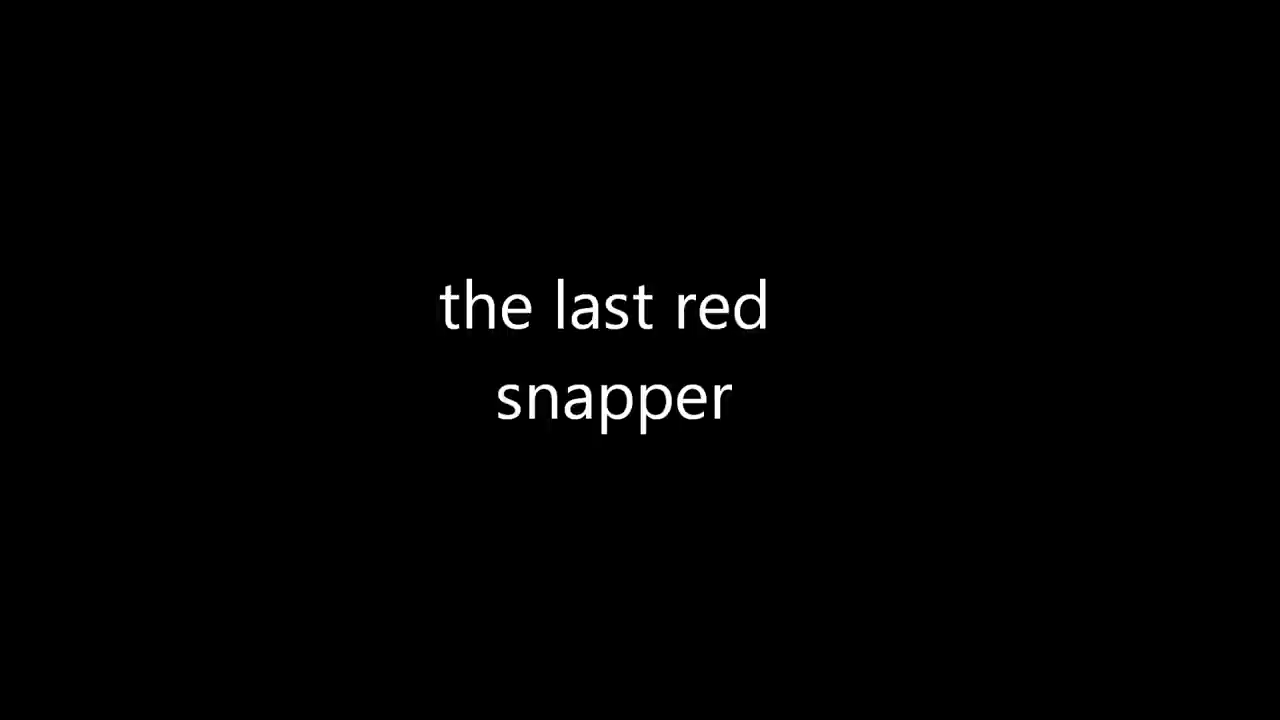 the last red
snapper